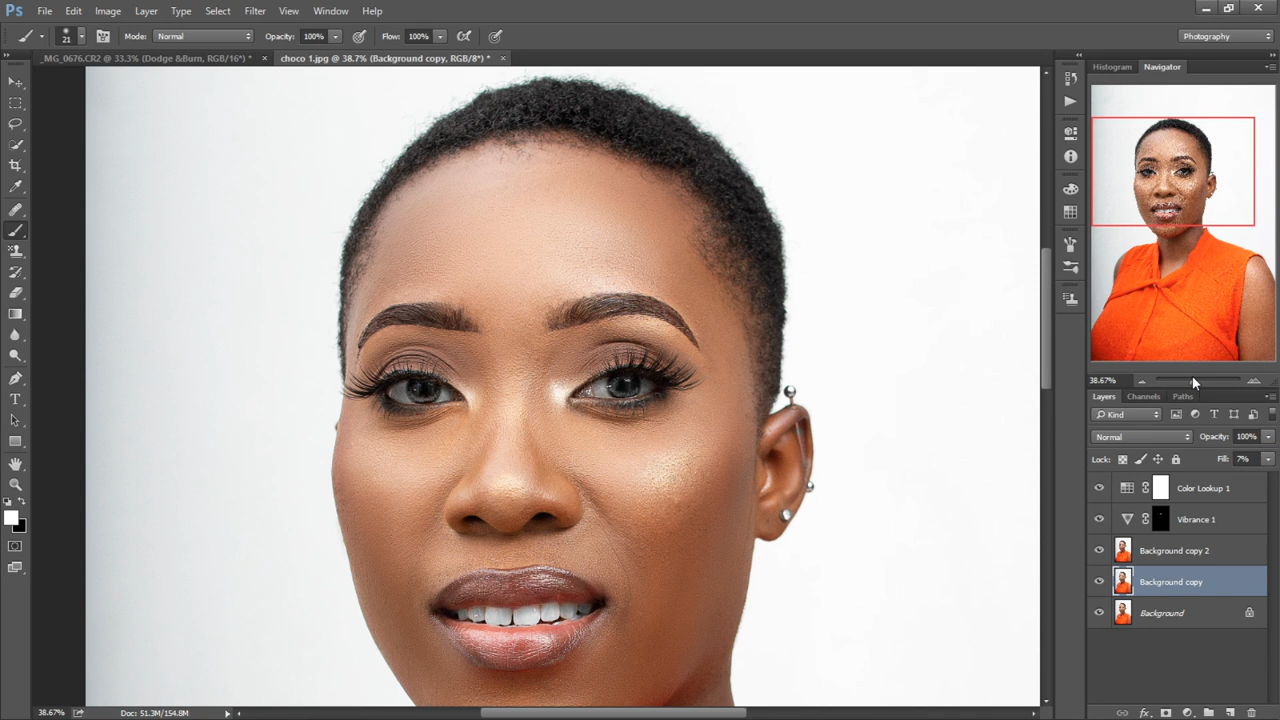 Ps File Edit Image Layer Type Select Filter View Window Help
21 Mode: Normal Opacity: 100% Flow: 100% Photography
_MG_0676.CR2 @ 33.3% (Dodge &Burn, RGB/16*) * × choco 1.jpg @ 38.7% (Background copy, RGB/8*) * ×
Histogram Navigator
38.67%
Layers Channels Paths
Kind
Normal Opacity: 100%
Lock: Fill: 7%
Color Lookup 1
Vibrance 1
Background copy 2
Background copy
Background
38.67% Doc: 51.3M/154.8M
fx